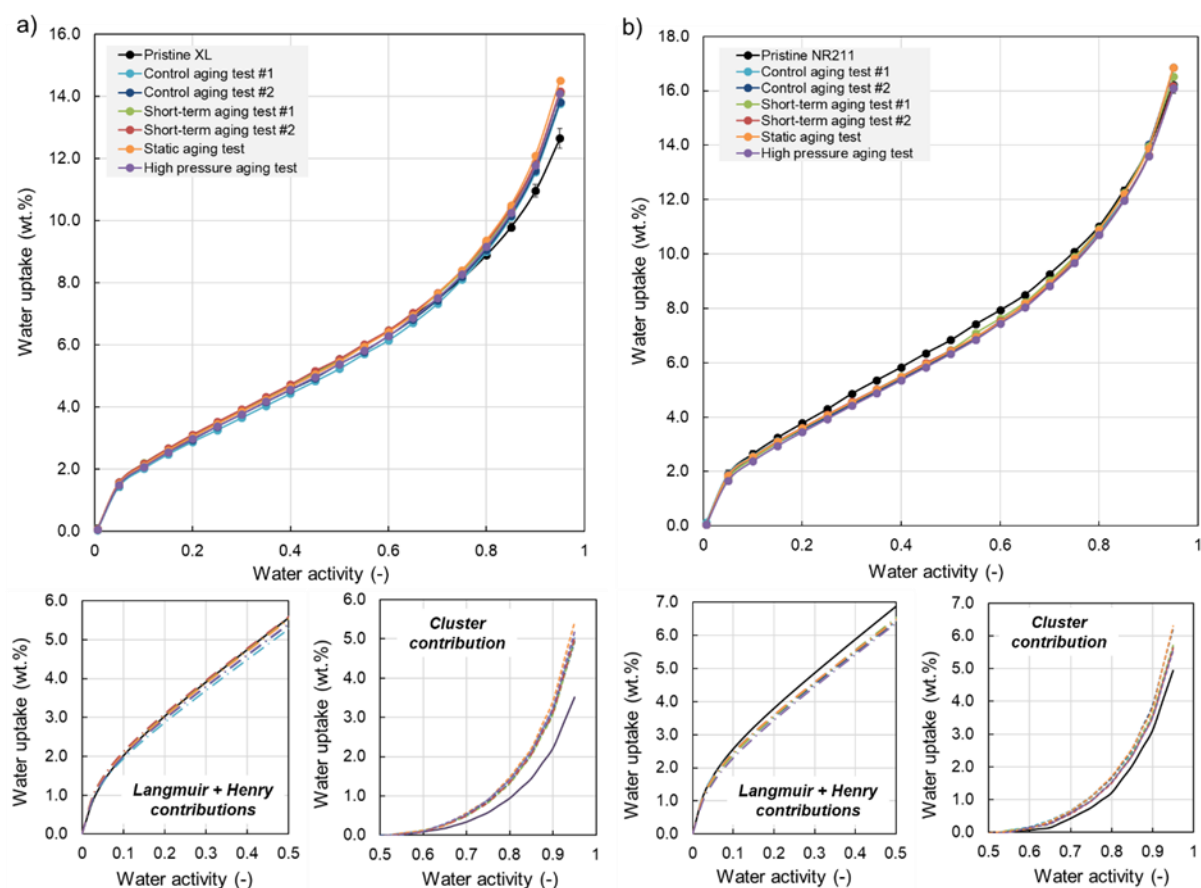 a)
16.0
14.0
12.0
10.0
8.0
6.0
4.0
2.0
0.0
Water uptake (wt.%)
Pristine XL
Control aging test #1
Control aging test #2
Short-term aging test #1
Short-term aging test #2
Static aging test
High pressure aging test
0 0.2 0.4 0.6 0.8 1
Water activity (-)
b)
18.0
16.0
14.0
12.0
10.0
8.0
6.0
4.0
2.0
0.0
Water uptake (wt.%)
Pristine NR211
Control aging test #1
Control aging test #2
Short-term aging test #1
Short-term aging test #2
Static aging test
High pressure aging test
0 0.2 0.4 0.6 0.8 1
Water activity (-)
6.0
5.0
4.0
3.0
2.0
1.0
0.0
Water uptake (wt.%)
Langmuir + Henry
contributions
0 0.1 0.2 0.3 0.4 0.5
Water activity (-)
6.0
5.0
4.0
3.0
2.0
1.0
0.0
Water uptake (wt.%)
Cluster
contribution
0.5 0.6 0.7 0.8 0.9 1
Water activity (-)
7.0
6.0
5.0
4.0
3.0
2.0
1.0
0.0
Water uptake (wt.%)
Langmuir + Henry
contributions
0 0.1 0.2 0.3 0.4 0.5
Water activity (-)
7.0
6.0
5.0
4.0
3.0
2.0
1.0
0.0
Water uptake (wt.%)
Cluster
contribution
0.5 0.6 0.7 0.8 0.9 1
Water activity (-)